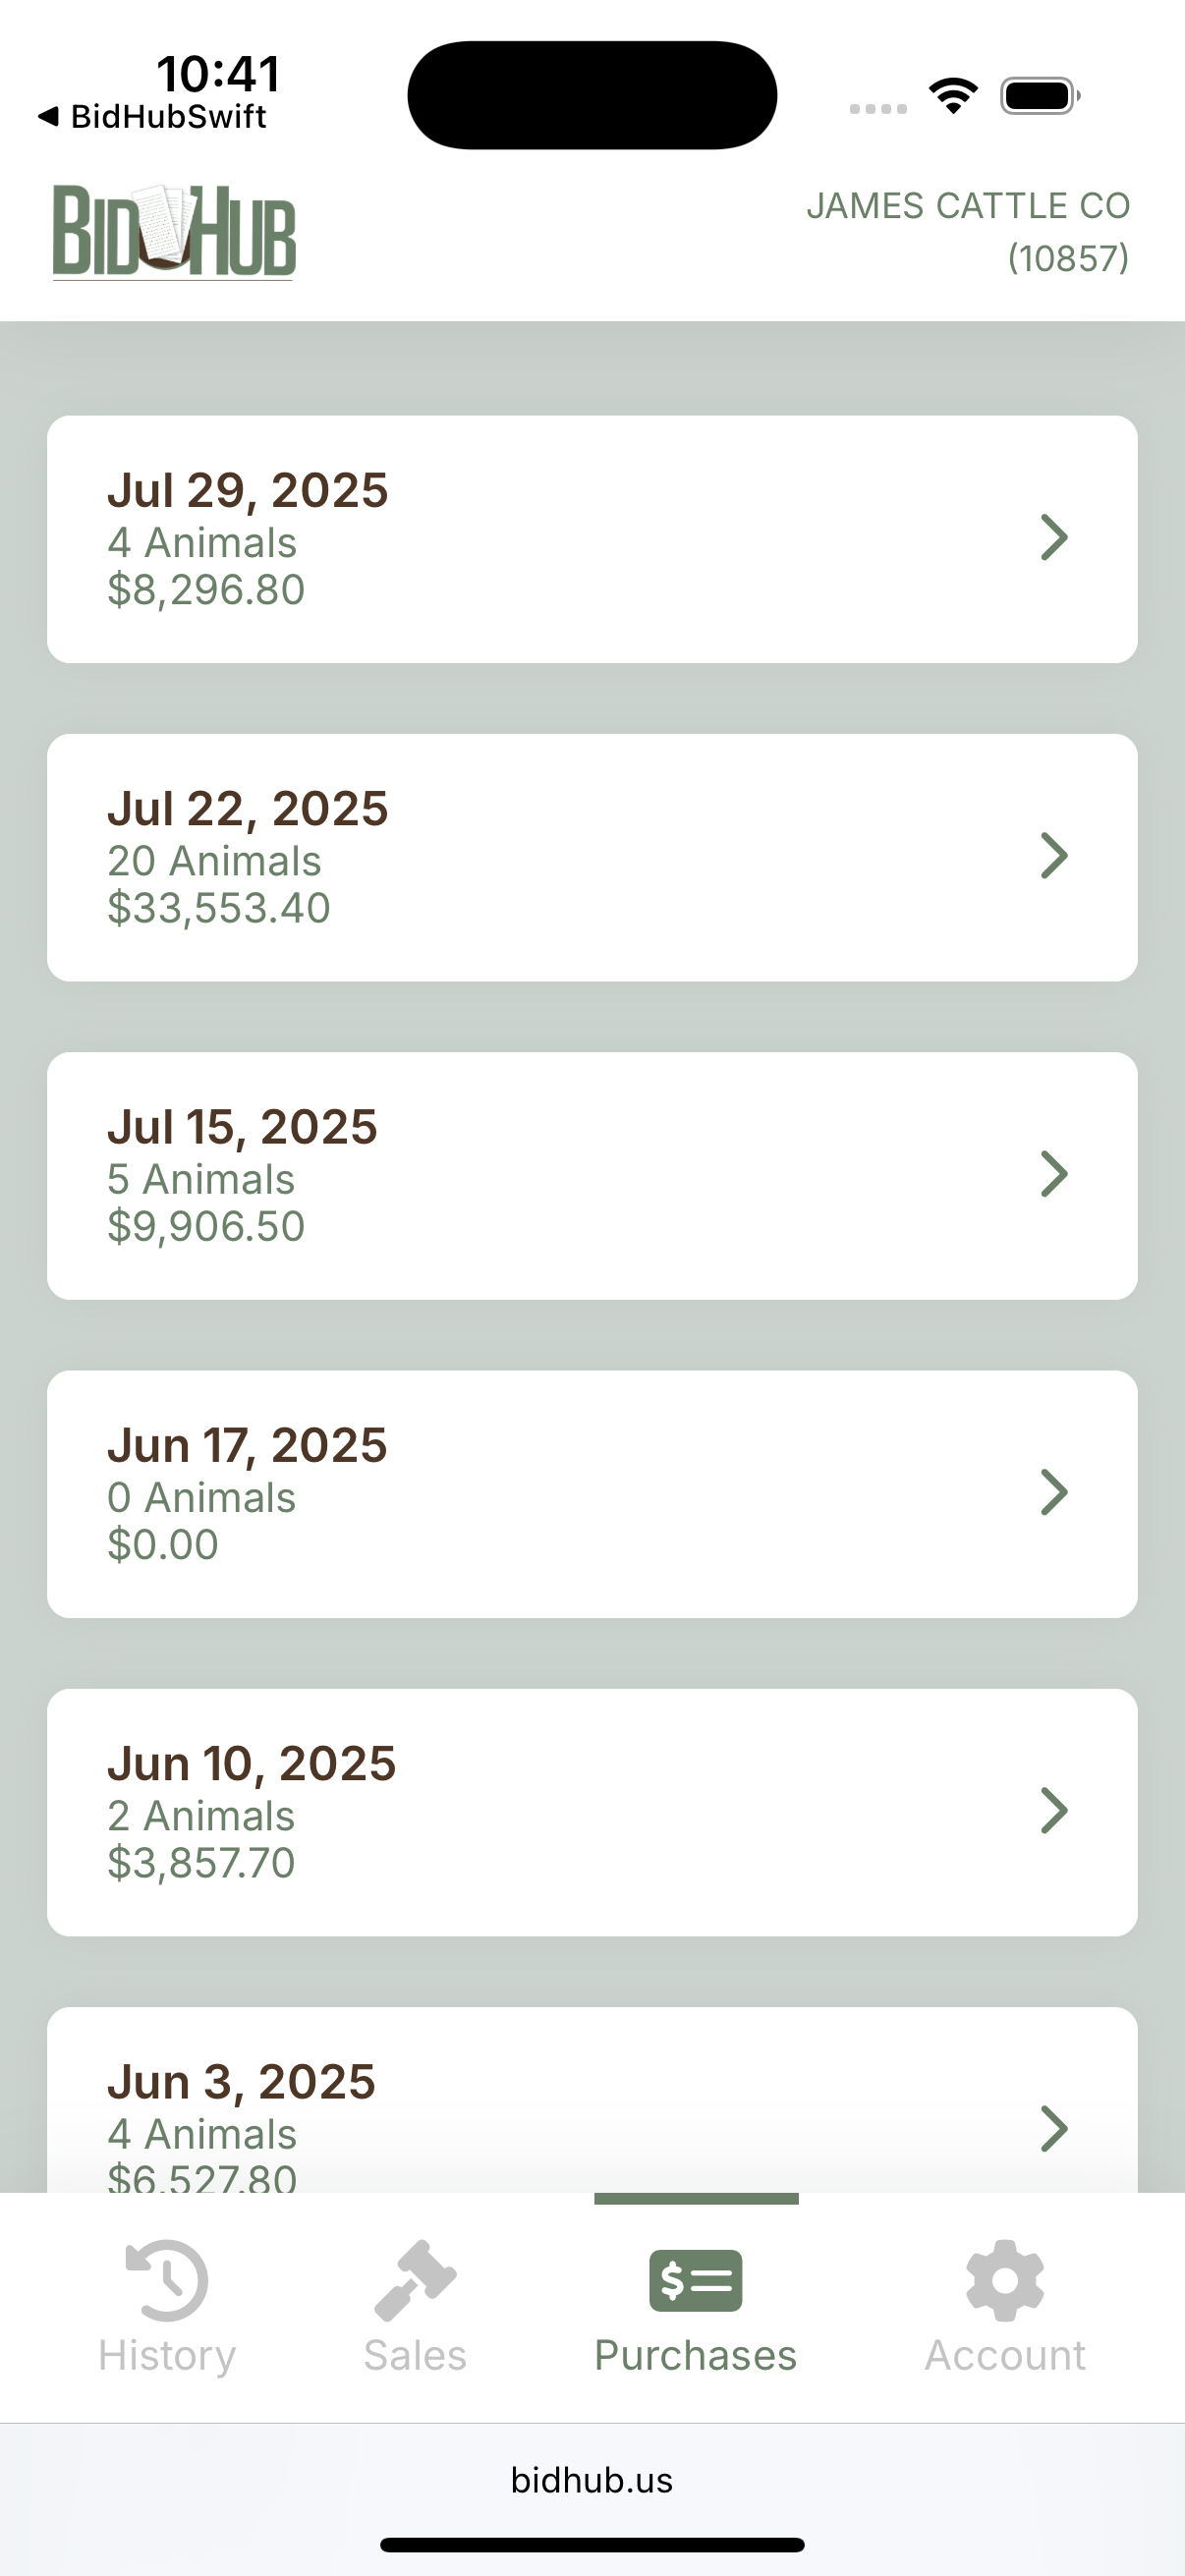 10:41
◀ BidHubSwift
BIDHUB
JAMES CATTLE CO
(10857)
Jul 29, 2025
4 Animals
$8,296.80
Jul 22, 2025
20 Animals
$33,553.40
Jul 15, 2025
5 Animals
$9,906.50
Jun 17, 2025
0 Animals
$0.00
Jun 10, 2025
2 Animals
$3,857.70
Jun 3, 2025
4 Animals
$6,527.80
History
Sales
Purchases
Account
bidhub.us